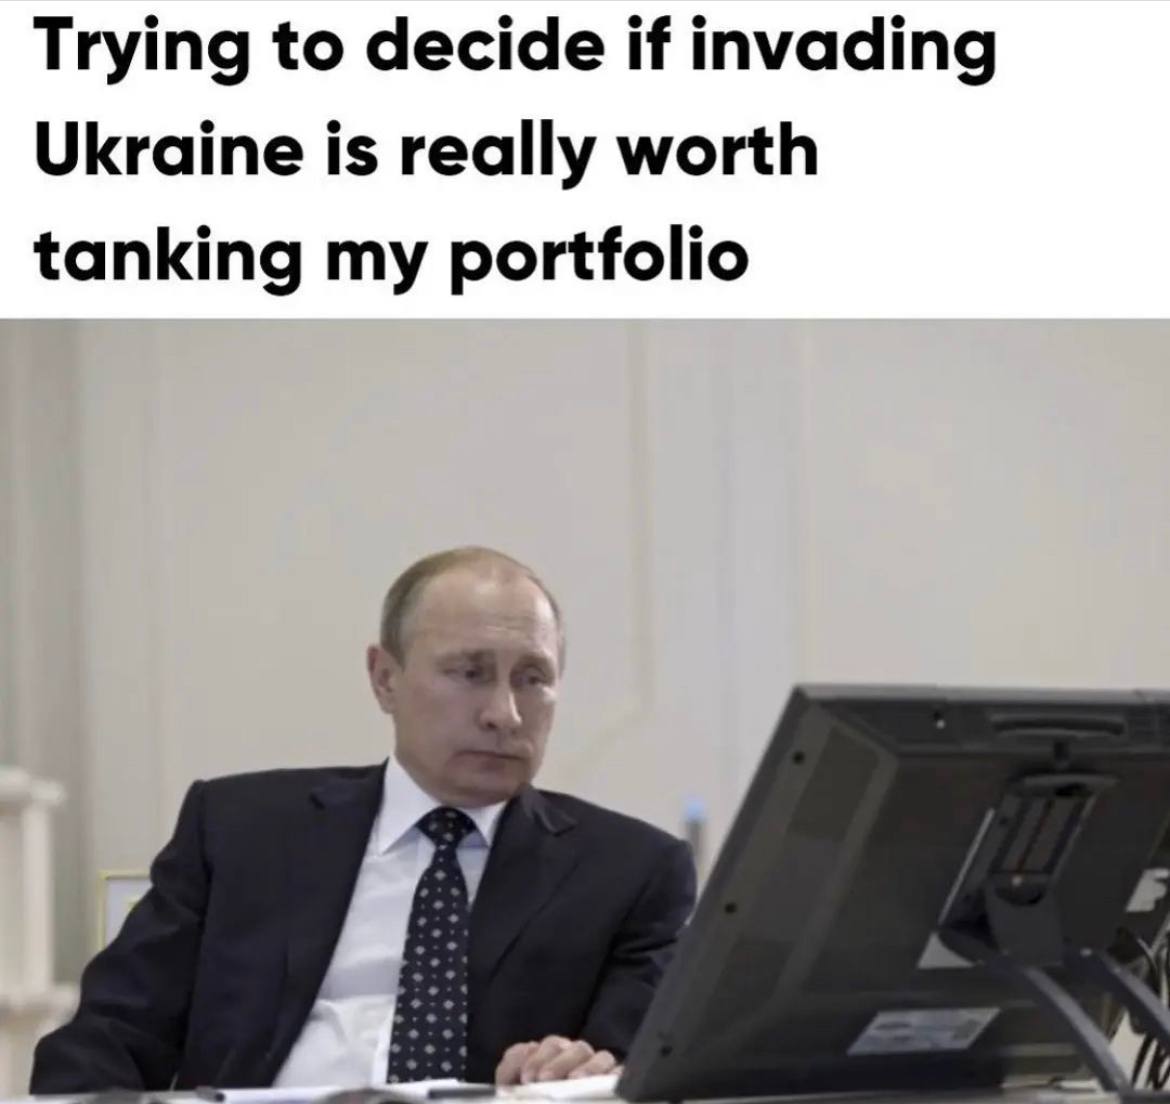 Trying to decide if invading
Ukraine is really worth
tanking my portfolio